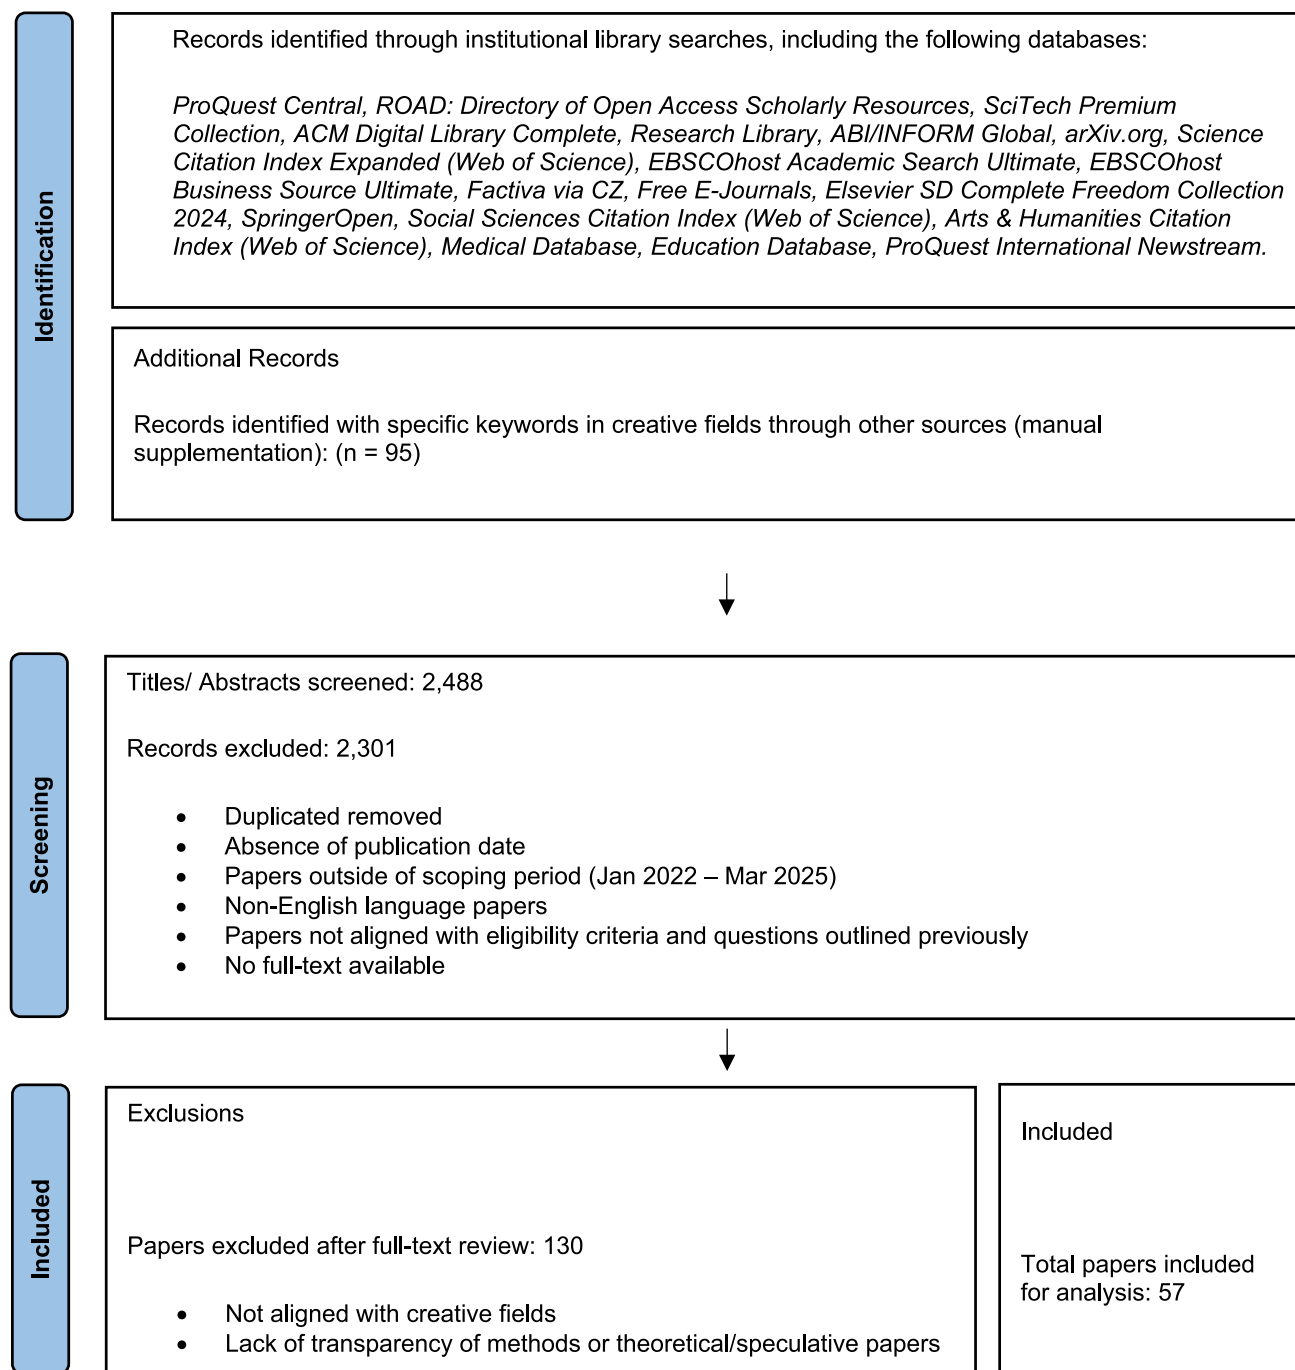 Identification
Records identified through institutional library searches, including the following databases:
ProQuest Central, ROAD: Directory of Open Access Scholarly Resources, SciTech Premium
Collection, ACM Digital Library Complete, Research Library, ABI/INFORM Global, arXiv.org, Science
Citation Index Expanded (Web of Science), EBSCOhost Academic Search Ultimate, EBSCOhost
Business Source Ultimate, Factiva via CZ, Free E-Journals, Elsevier SD Complete Freedom Collection
2024, SpringerOpen, Social Sciences Citation Index (Web of Science), Arts & Humanities Citation
Index (Web of Science), Medical Database, Education Database, ProQuest International Newstream.
Additional Records
Records identified with specific keywords in creative fields through other sources (manual
supplementation): (n = 95)
Screening
Titles/ Abstracts screened: 2,488
Records excluded: 2,301
• Duplicated removed
• Absence of publication date
• Papers outside of scoping period (Jan 2022 – Mar 2025)
• Non-English language papers
• Papers not aligned with eligibility criteria and questions outlined previously
• No full-text available
Included
Exclusions
Papers excluded after full-text review: 130
• Not aligned with creative fields
• Lack of transparency of methods or theoretical/speculative papers
Included
Total papers included
for analysis: 57